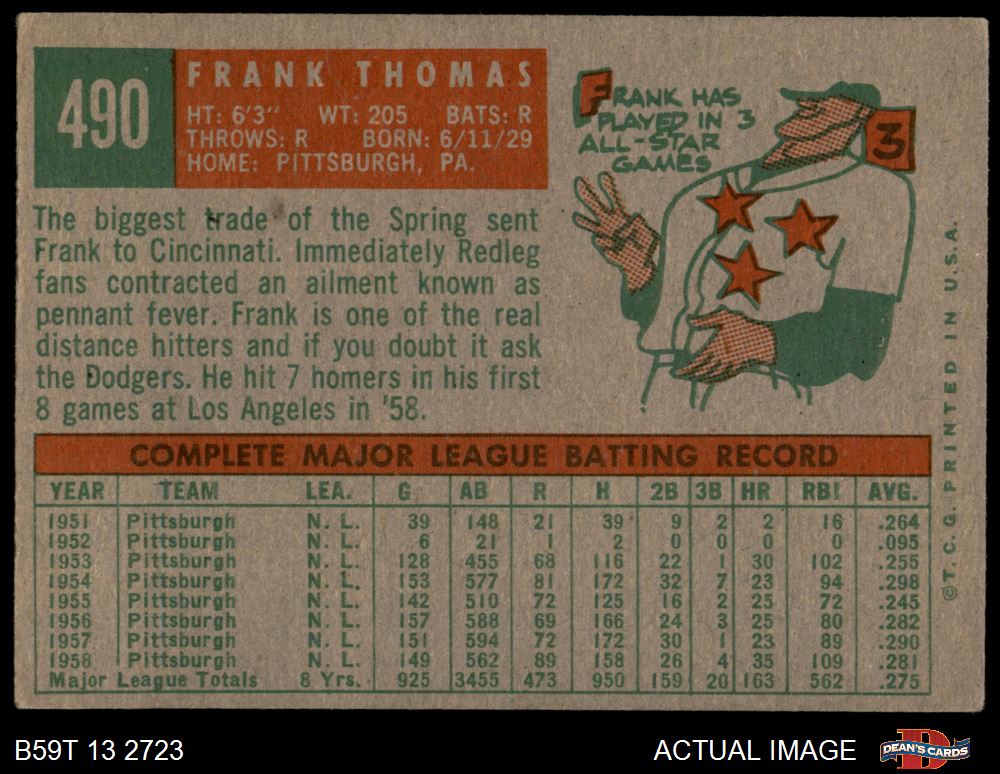 490
FRANK THOMAS
HT: 6'3" WT: 205 BATS: R
THROWS: R BORN: 6/11/29
HOME: PITTSBURGH, PA.
FRANK HAS
PLAYED IN 3
ALL-STAR
GAMES
3
The biggest trade of the Spring sent
Frank to Cincinnati. Immediately Redleg
fans contracted an ailment known as
pennant fever. Frank is one of the real
distance hitters and if you doubt it ask
the Dodgers. He hit 7 homers in his first
8 games at Los Angeles in '58.
COMPLETE MAJOR LEAGUE BATTING RECORD
YEAR TEAM LEA. G AB R H 2B 3B HR RBI AVG.
1951 Pittsburgh N. L. 39 148 21 39 9 2 2 16 .264
1952 Pittsburgh N. L. 6 21 1 2 0 0 0 0 .095
1953 Pittsburgh N. L. 128 455 68 116 22 1 30 102 .255
1954 Pittsburgh N. L. 153 577 81 172 32 7 23 94 .298
1955 Pittsburgh N. L. 142 510 72 125 16 2 25 72 .245
1956 Pittsburgh N. L. 157 588 69 166 24 3 25 80 .282
1957 Pittsburgh N. L. 151 594 72 172 30 1 23 89 .290
1958 Pittsburgh N. L. 149 562 89 158 26 4 35 109 .281
Major League Totals 8 Yrs. 925 3455 473 950 159 20 163 562 .275
©T. C. G. PRINTED IN U.S.A.
B59T 13 2723
ACTUAL IMAGE
D
DEAN'S CARDS